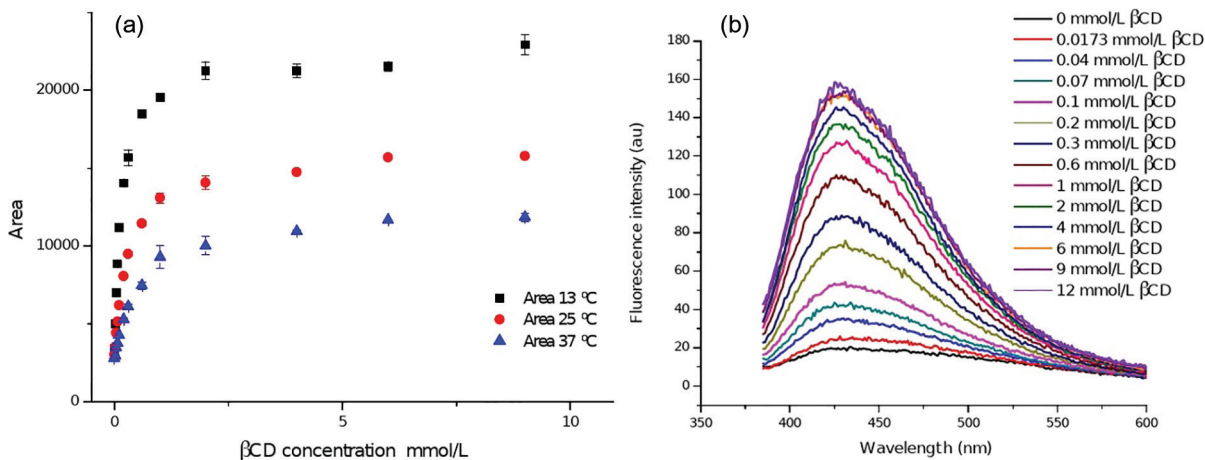 (a)
Area
20000
10000
0
0
5
10
βCD concentration mmol/L
Area 13 ºC
Area 25 ºC
Area 37 ºC
(b)
Fluorescence intensity (au)
180
160
140
120
100
80
60
40
20
0
350
400
450
500
550
600
Wavelength (nm)
0 mmol/L βCD
0.0173 mmol/L βCD
0.04 mmol/L βCD
0.07 mmol/L βCD
0.1 mmol/L βCD
0.2 mmol/L βCD
0.3 mmol/L βCD
0.6 mmol/L βCD
1 mmol/L βCD
2 mmol/L βCD
4 mmol/L βCD
6 mmol/L βCD
9 mmol/L βCD
12 mmol/L βCD